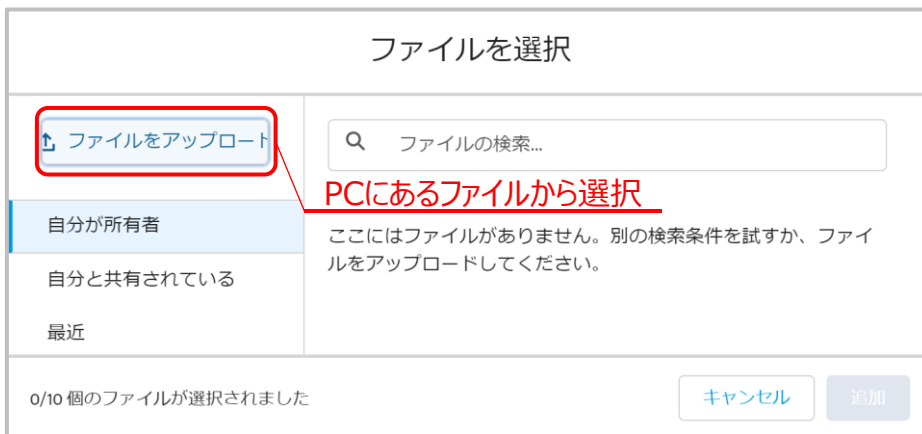 ファイルを選択
ファイルをアップロード
ファイルの検索...
PCにあるファイルから選択
自分が所有者
ここにはファイルがありません。別の検索条件を試すか、ファイ
ルをアップロードしてください。
自分と共有されている
最近
0/10 個のファイルが選択されました
キャンセル
追加